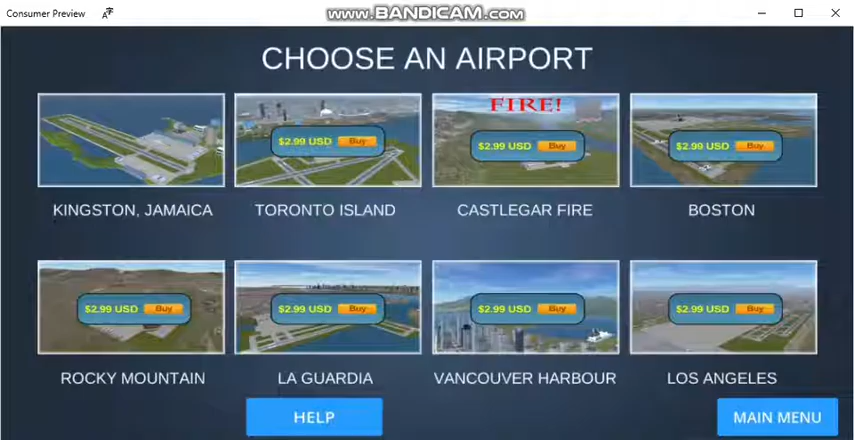 Consumer Preview
www.BANDICAM.com
CHOOSE AN AIRPORT
FIRE!
$2.99 USD Buy
$2.99 USD Buy
$2.99 USD Buy
KINGSTON, JAMAICA
TORONTO ISLAND
CASTLEGAR FIRE
BOSTON
$2.99 USD Buy
$2.99 USD Buy
$2.99 USD Buy
$2.99 USD Buy
ROCKY MOUNTAIN
LA GUARDIA
VANCOUVER HARBOUR
LOS ANGELES
HELP
MAIN MENU